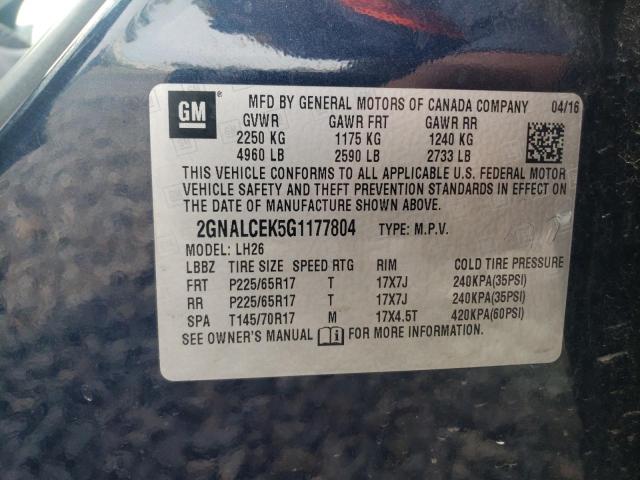 GM
MFD BY GENERAL MOTORS OF CANADA COMPANY 04/16
GVWR GAWR FRT GAWR RR
2250 KG 1175 KG 1240 KG
4960 LB 2590 LB 2733 LB
THIS VEHICLE CONFORMS TO ALL APPLICABLE U.S. FEDERAL MOTOR
VEHICLE SAFETY AND THEFT PREVENTION STANDARDS IN EFFECT ON
THE DATE OF MANUFACTURE SHOWN ABOVE.
2GNALCEK5G1177804 TYPE: M.P.V.
MODEL: LH26
LBBZ TIRE SIZE SPEED RTG RIM COLD TIRE PRESSURE
FRT P225/65R17 T 17X7J 240KPA(35PSI)
RR P225/65R17 T 17X7J 240KPA(35PSI)
SPA T145/70R17 M 17X4.5T 420KPA(60PSI)
SEE OWNER'S MANUAL i FOR MORE INFORMATION.